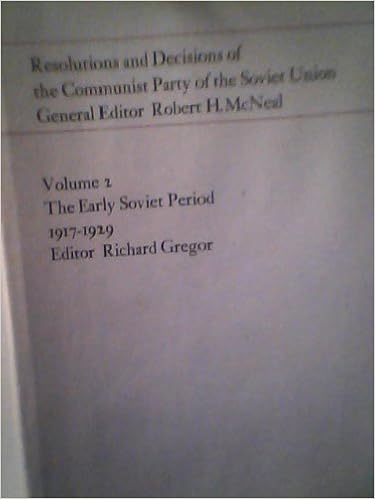 Resolutions and Decisions of
the Communist Party of the Soviet Union
General Editor Robert H. McNeal
Volume 2
The Early Soviet Period
1917-1929
Editor Richard Gregor